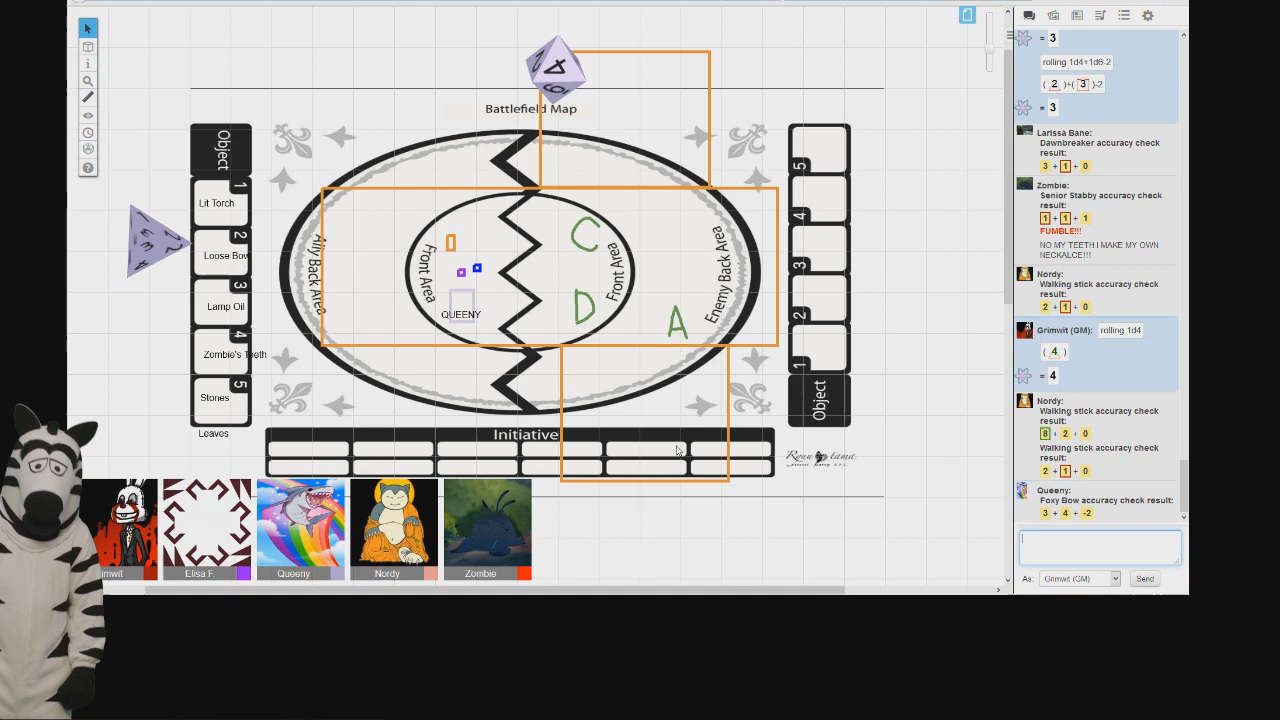 = 3
rolling 1d4+1d6-2
( 2 )+( 3 )-2
= 3
Larissa Bane:
Dawnbreaker accuracy check
result:
3 + 1 + 0
Zombie:
Senior Stabby accuracy check
result:
1 + 1 + 1
FUMBLE!!!
NO MY TEETH I MAKE MY OWN
NECKALCE!!!
Nordy:
Walking stick accuracy check
result:
2 + 1 + 0
Grimwit (GM): rolling 1d4
( 4 )
= 4
Nordy:
Walking stick accuracy check
result:
8 + 2 + 0
Walking stick accuracy check
result:
2 + 1 + 0
Queeny:
Foxy Bow accuracy check result:
3 + 4 + -2
As: Grimwit (GM) Send
Battlefield Map
4
Object
1
Lit Torch
2
Loose Bow
3
Lamp Oil
4
Zombie's Teeth
5
Stones
Leaves
Ally Back Area
Front Area
QUEENY
C
D
A
Front Area
Enemy Back Area
5
4
3
2
1
Object
Initiative
Ryuutama
imwit
Elisa F.
Queeny
Nordy
Zombie